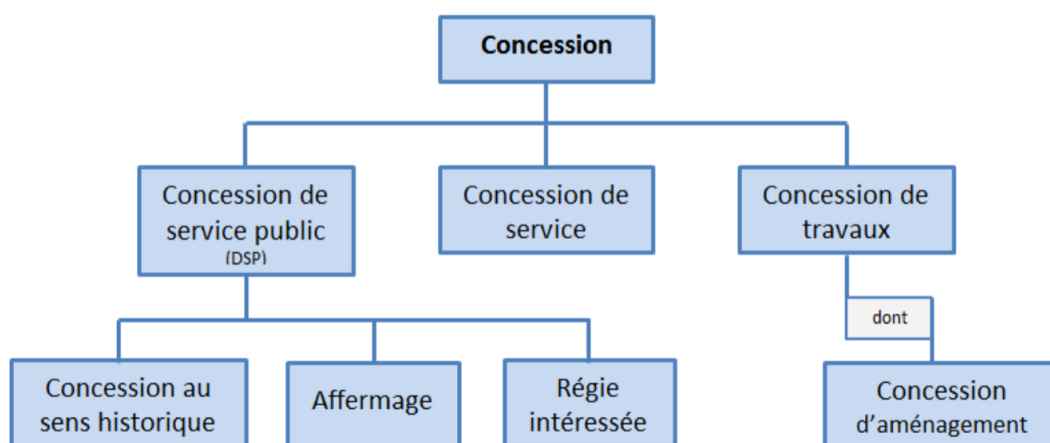 Concession
Concession de
service public
(DSP)
Concession de
service
Concession de
travaux
dont
Concession au
sens historique
Affermage
Régie
intéressée
Concession
d'aménagement